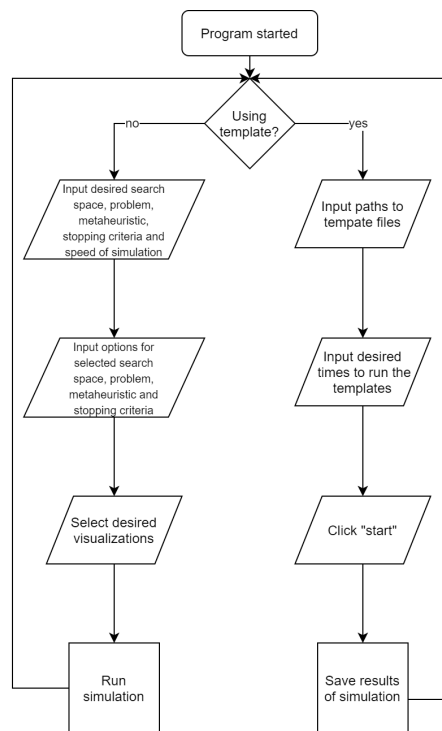 Program started
Using
template?
no
yes
Input desired search
space, problem,
metaheuristic,
stopping criteria and
speed of simulation
Input paths to
tempate files
Input options for
selected search
space, problem,
metaheuristic and
stopping criteria
Input desired
times to run the
templates
Select desired
visualizations
Click "start"
Run
simulation
Save results
of simulation